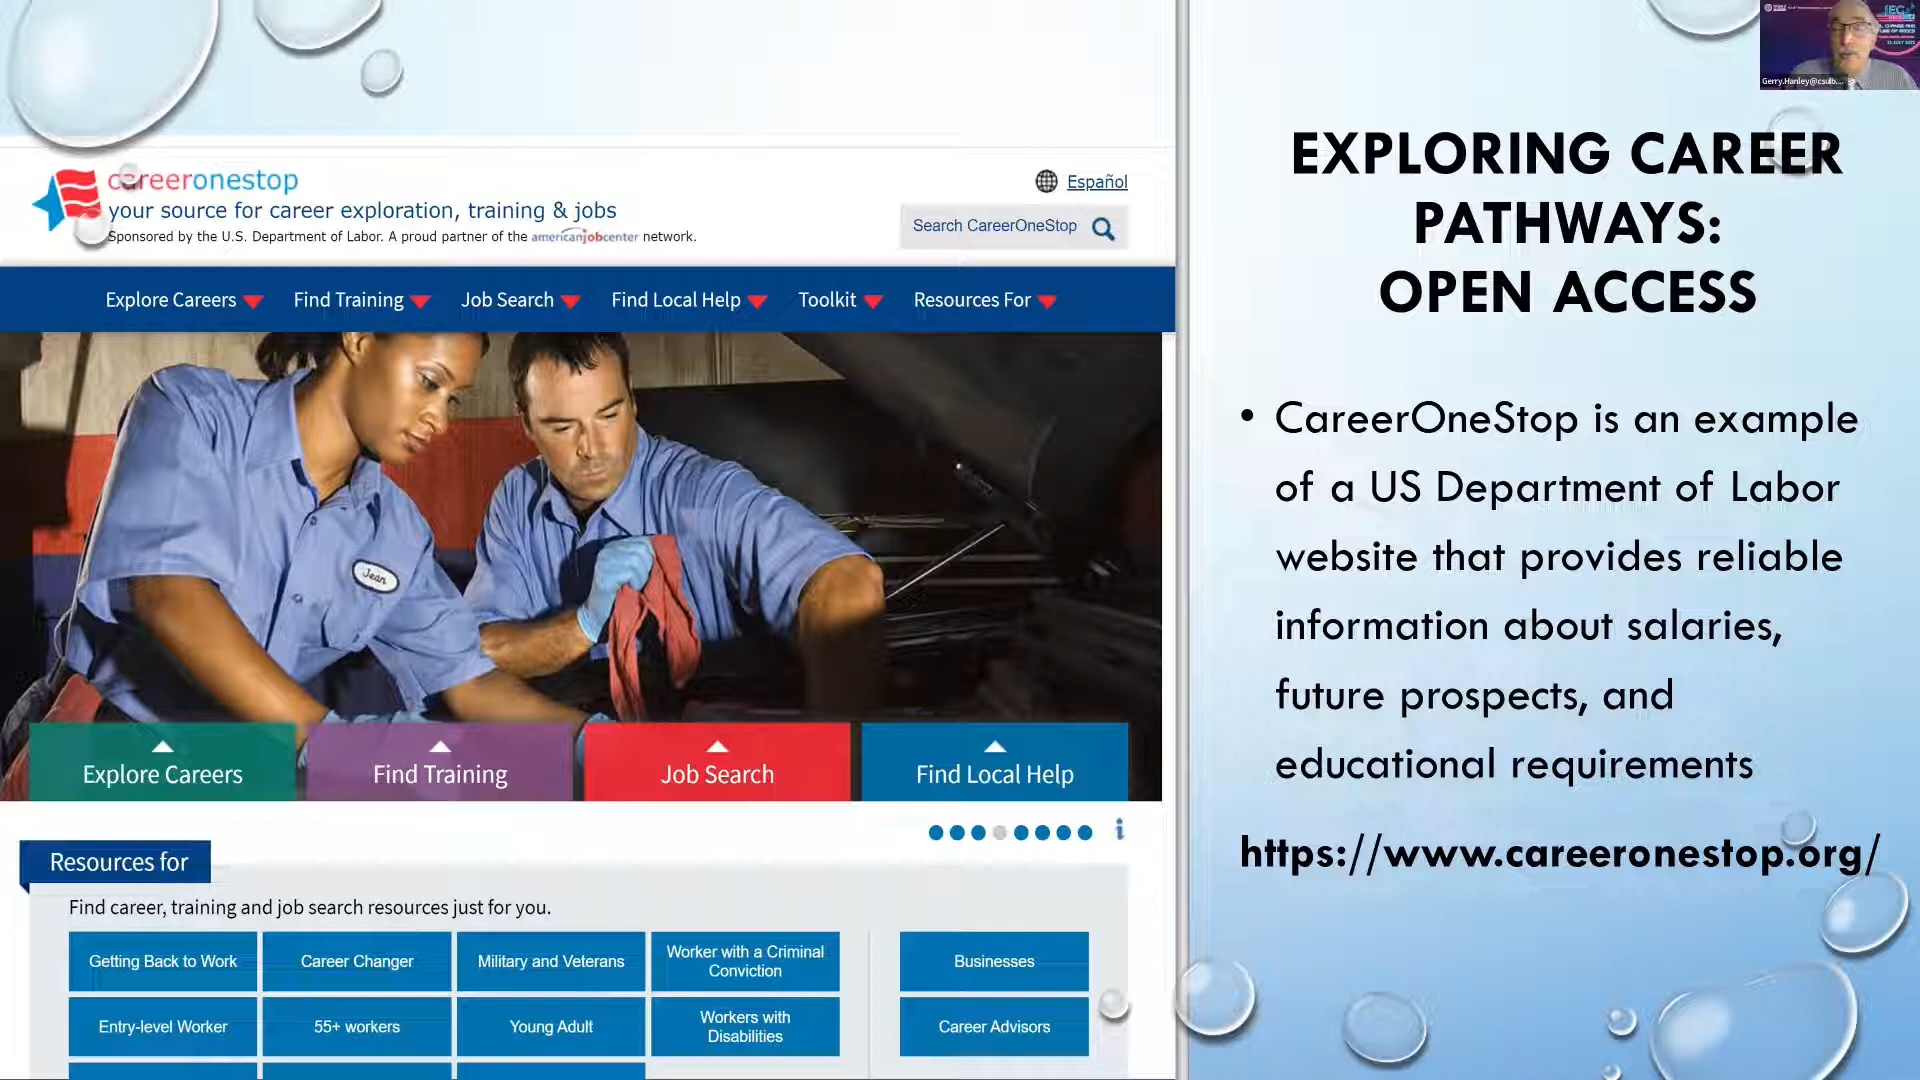 careeronestop
your source for career exploration, training & jobs
Sponsored by the U.S. Department of Labor. A proud partner of the americanjobcenter network.
Español
Search CareerOneStop
Explore Careers
Find Training
Job Search
Find Local Help
Toolkit
Resources For
Jean
Explore Careers
Find Training
Job Search
Find Local Help
Resources for
Find career, training and job search resources just for you.
Getting Back to Work
Career Changer
Military and Veterans
Worker with a Criminal
Conviction
Businesses
Entry-level Worker
55+ workers
Young Adult
Workers with
Disabilities
Career Advisors
Gerry.Hanley@csulb....
EXPLORING CAREER
PATHWAYS:
OPEN ACCESS
• CareerOneStop is an example
of a US Department of Labor
website that provides reliable
information about salaries,
future prospects, and
educational requirements
https://www.careeronestop.org/